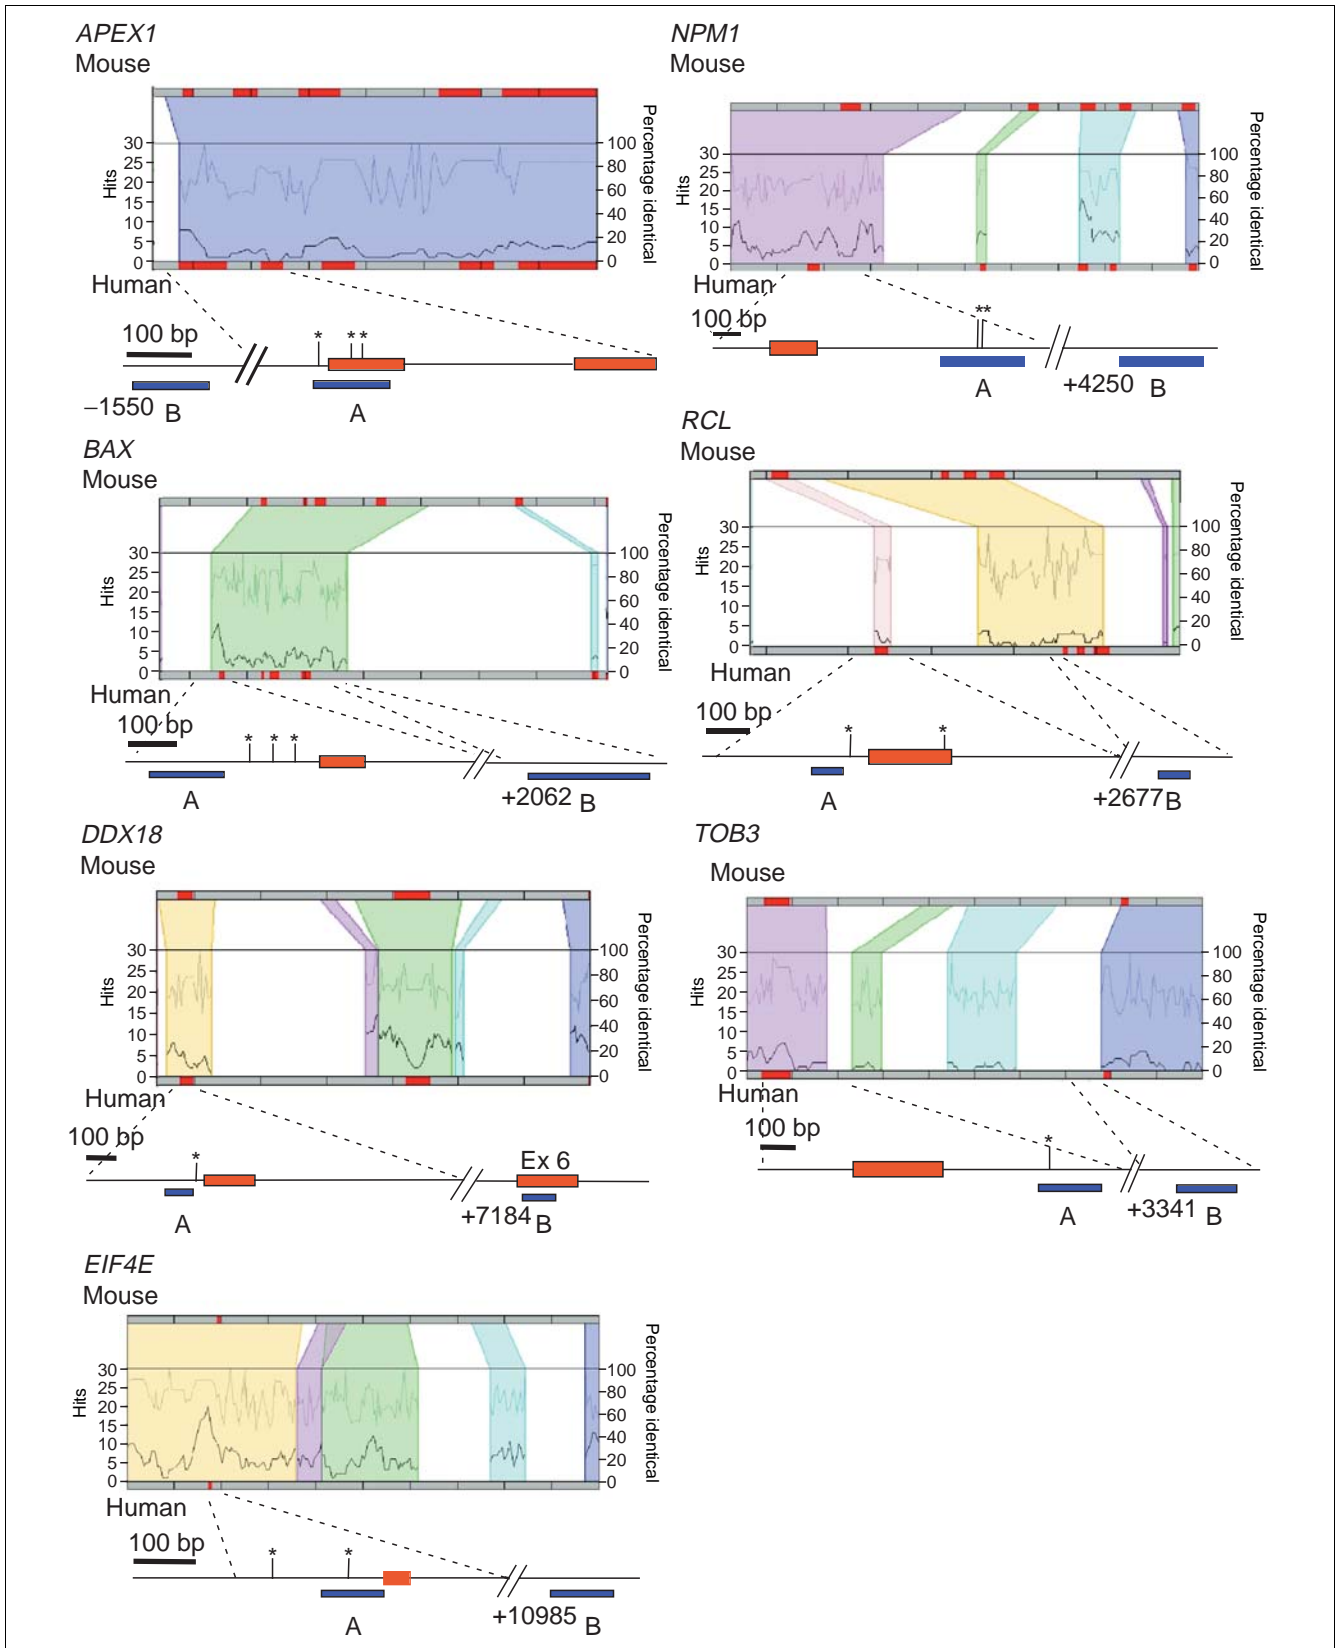 APEX1
Mouse
30
25
20
15
10
5
0
Hits
100
80
60
40
20
0
Percentage identical
Human
100 bp
*
* *
−1550 B
A
NPM1
Mouse
30
25
20
15
10
5
0
Hits
100
80
60
40
20
0
Percentage identical
Human
100 bp
**
A
+4250 B
BAX
Mouse
30
25
20
15
10
5
0
Hits
100
80
60
40
20
0
Percentage identical
Human
100 bp
* * *
A
+2062 B
RCL
Mouse
30
25
20
15
10
5
0
Hits
100
80
60
40
20
0
Percentage identical
Human
100 bp
* *
A
+2677 B
DDX18
Mouse
30
25
20
15
10
5
0
Hits
100
80
60
40
20
0
Percentage identical
Human
100 bp
*
Ex 6
A
+7184 B
TOB3
Mouse
30
25
20
15
10
5
0
Hits
100
80
60
40
20
0
Percentage identical
Human
100 bp
*
A
+3341 B
EIF4E
Mouse
30
25
20
15
10
5
0
Hits
100
80
60
40
20
0
Percentage identical
Human
100 bp
* *
A
+10985 B